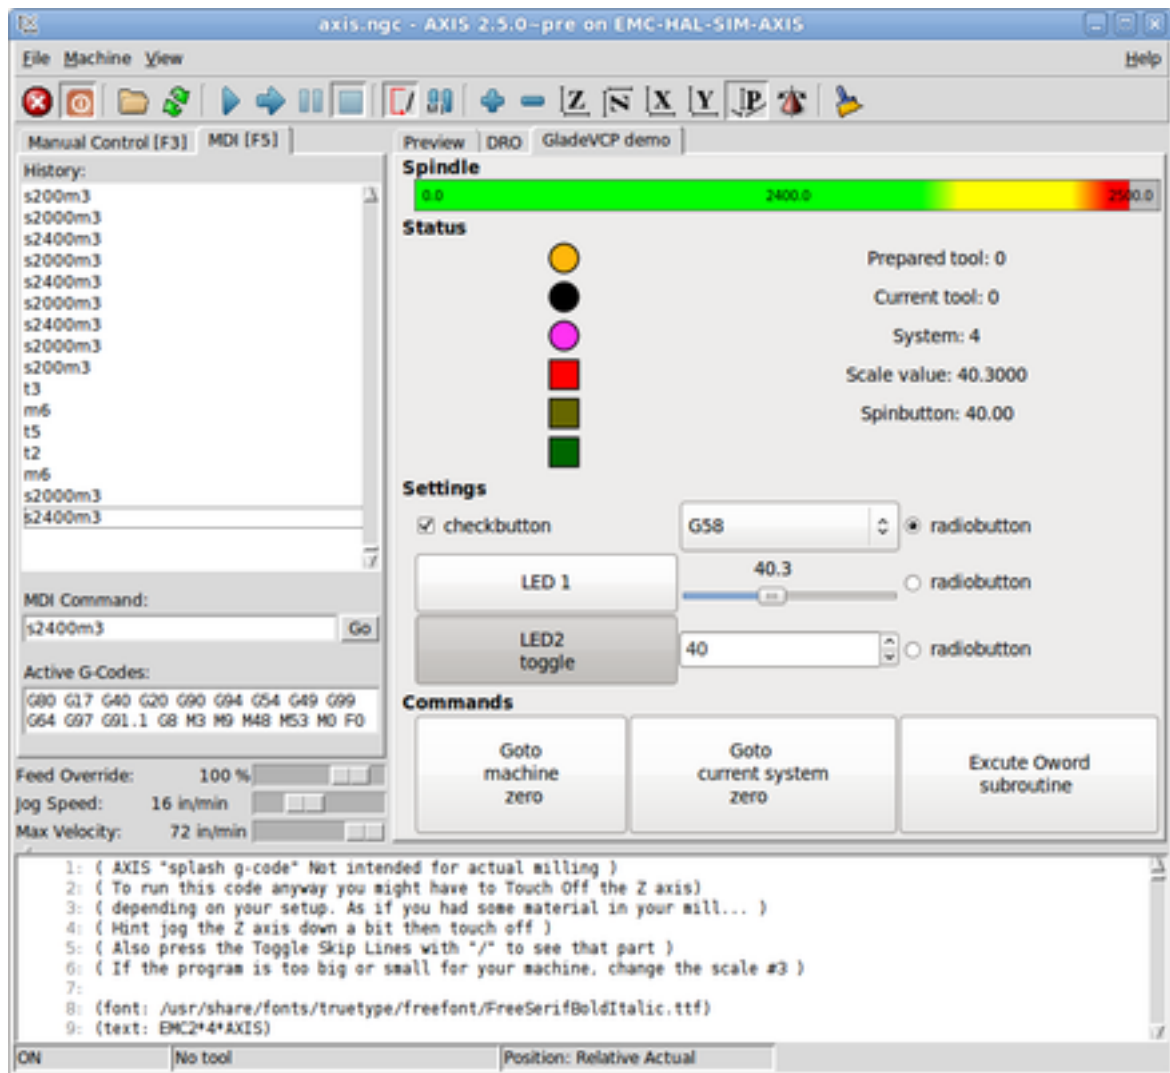 axis.ngc - AXIS 2.5.0~pre on EMC-HAL-SIM-AXIS
File Machine View Help
Z N X Y P
Manual Control [F3] MDI [F5]
History:
s200m3
s2000m3
s2400m3
s2000m3
s2400m3
s2000m3
s2400m3
s2000m3
s200m3
t3
m6
t5
t2
m6
s2000m3
s2400m3
MDI Command:
s2400m3 Go
Active G-Codes:
G80 G17 G40 G20 G90 G94 G54 G49 G99
G64 G97 G91.1 G8 M3 M9 M48 M53 M0 F0
Feed Override: 100 %
Jog Speed: 16 in/min
Max Velocity: 72 in/min
Preview DRO GladeVCP demo
Spindle
0.0 2400.0 2500.0
Status
Prepared tool: 0
Current tool: 0
System: 4
Scale value: 40.3000
Spinbutton: 40.00
Settings
checkbutton G58 radiobutton
LED 1 40.3 radiobutton
LED2
toggle
40 radiobutton
Commands
Goto
machine
zero
Goto
current system
zero
Excute Oword
subroutine
1: ( AXIS "splash g-code" Not intended for actual milling )
2: ( To run this code anyway you might have to Touch Off the Z axis)
3: ( depending on your setup. As if you had some material in your mill... )
4: ( Hint jog the Z axis down a bit then touch off )
5: ( Also press the Toggle Skip Lines with "/" to see that part )
6: ( If the program is too big or small for your machine, change the scale #3 )
7:
8: (font: /usr/share/fonts/truetype/freefont/FreeSerifBoldItalic.ttf)
9: (text: EMC2*4*AXIS)
ON No tool Position: Relative Actual